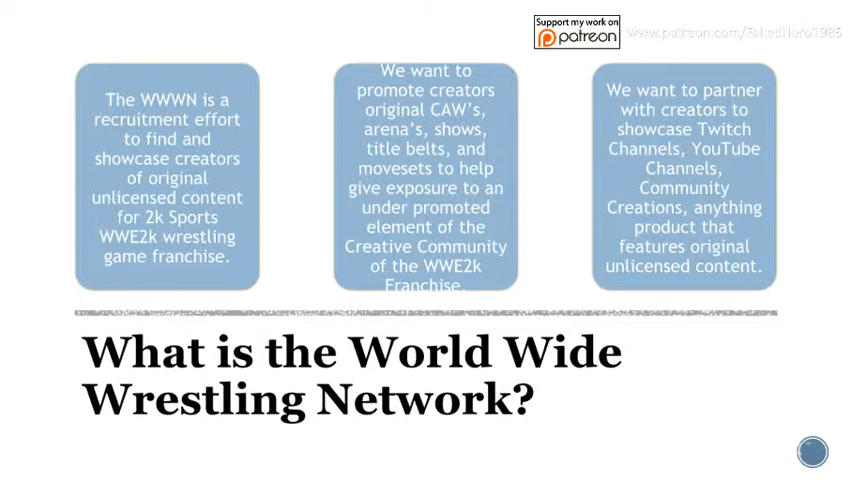 Support my work on
patreon
www.patreon.com/FatedHero1985
The WWWN is a
recruitment effort
to find and
showcase creators
of original
unlicensed content
for 2k Sports
WWE2k wrestling
game franchise.
We want to
promote creators
original CAW's,
arena's, shows,
title belts, and
movesets to help
give exposure to an
under promoted
element of the
Creative Community
of the WWE2k
Franchise.
We want to partner
with creators to
showcase Twitch
Channels, YouTube
Channels,
Community
Creations, anything
product that
features original
unlicensed content.
What is the World Wide
Wrestling Network?